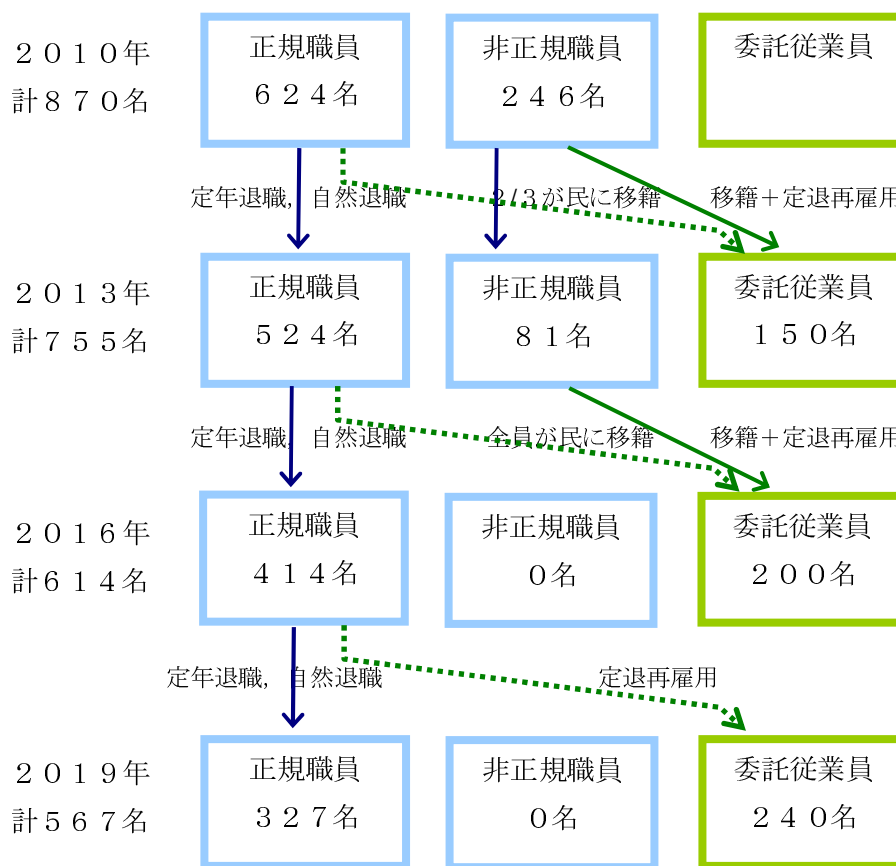 ２０１０年
計８７０名
正規職員
６２４名
非正規職員
２４６名
委託従業員
定年退職，自然退職
２/３が民に移籍
移籍＋定退再雇用
２０１３年
計７５５名
正規職員
５２４名
非正規職員
８１名
委託従業員
１５０名
定年退職，自然退職
全員が民に移籍
移籍＋定退再雇用
２０１６年
計６１４名
正規職員
４１４名
非正規職員
０名
委託従業員
２００名
定年退職，自然退職
定退再雇用
２０１９年
計５６７名
正規職員
３２７名
非正規職員
０名
委託従業員
２４０名